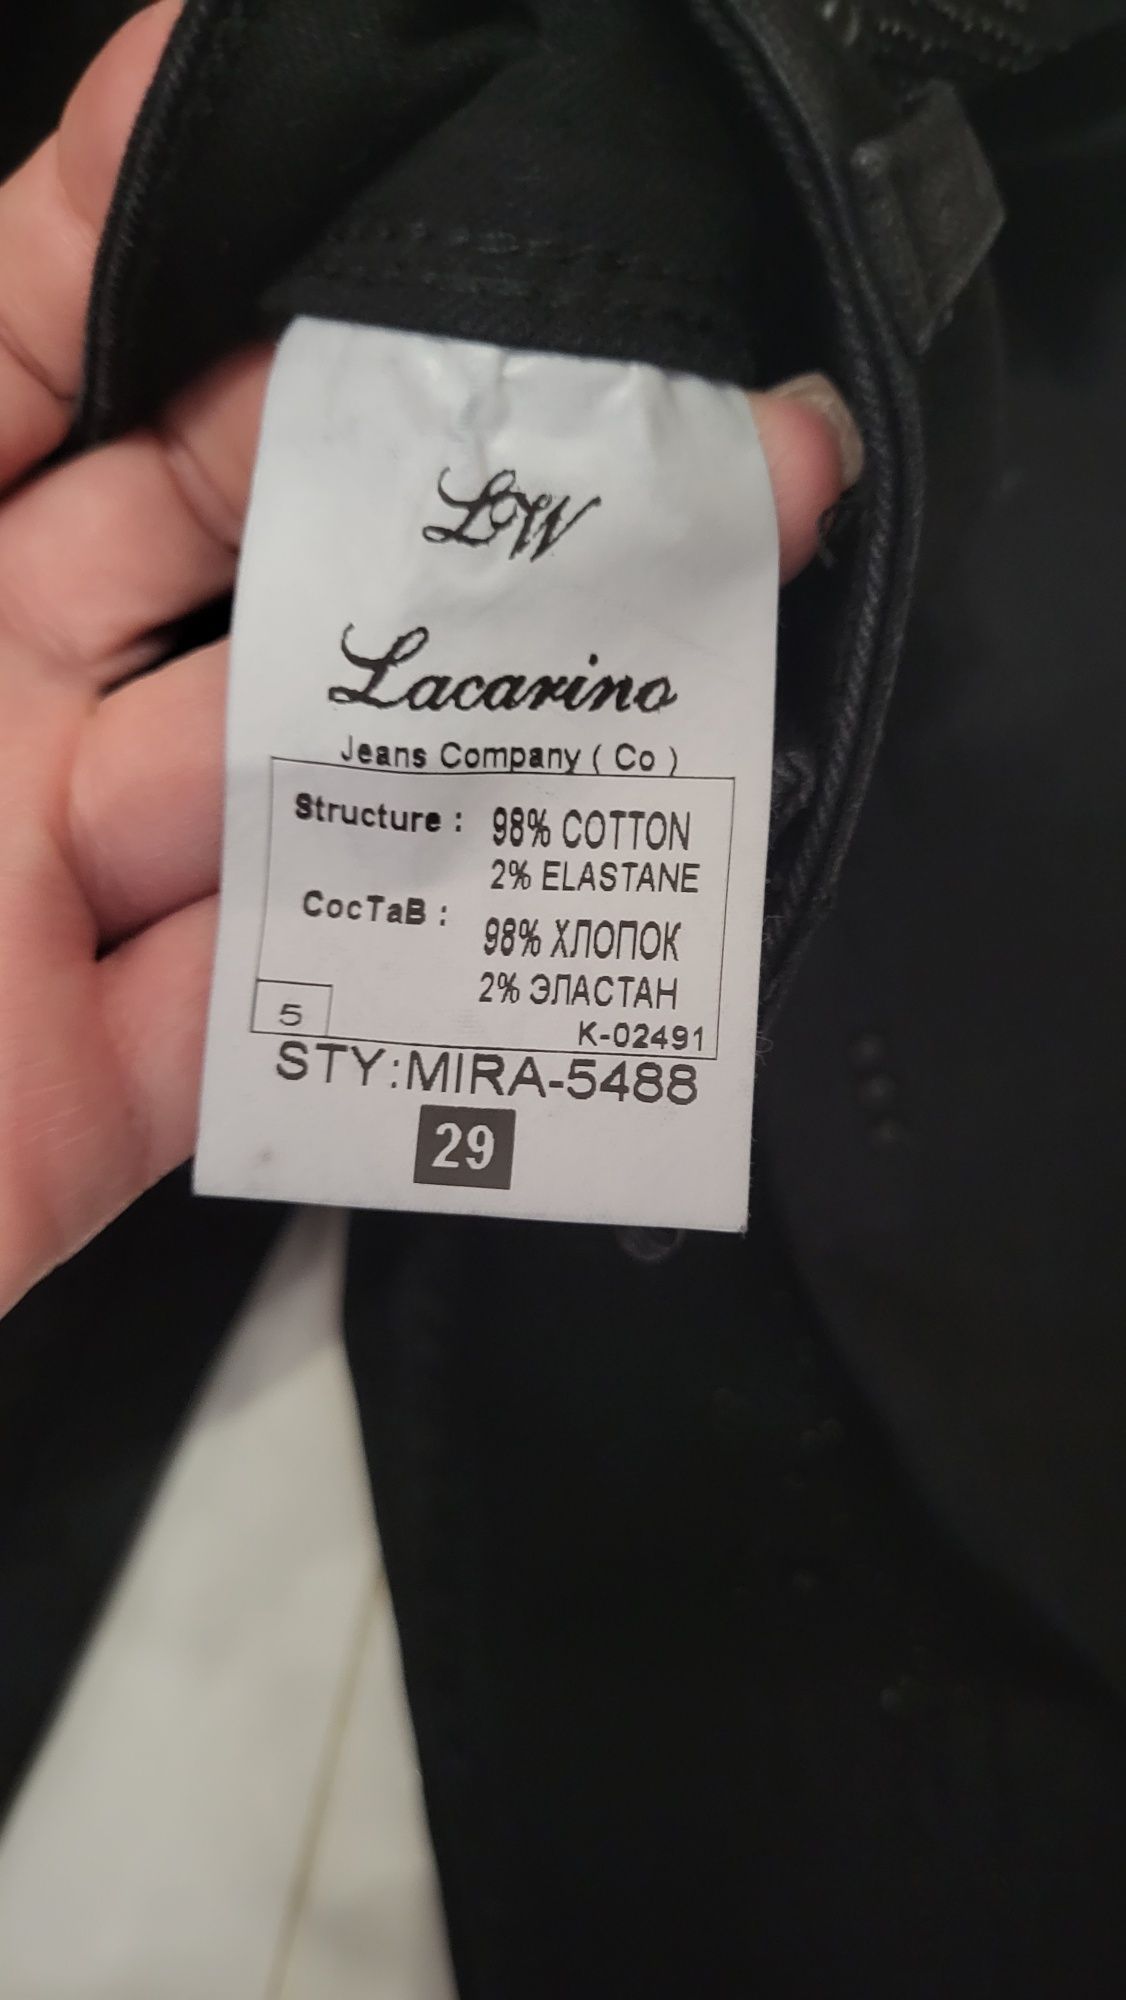 LW
Lacarino
Jeans Company ( Co )
Structure : 98% COTTON
2% ELASTANE
СосТаВ : 98% ХЛОПОК
2% ЭЛАСТАН
5
K-02491
STY:MIRA-5488
29